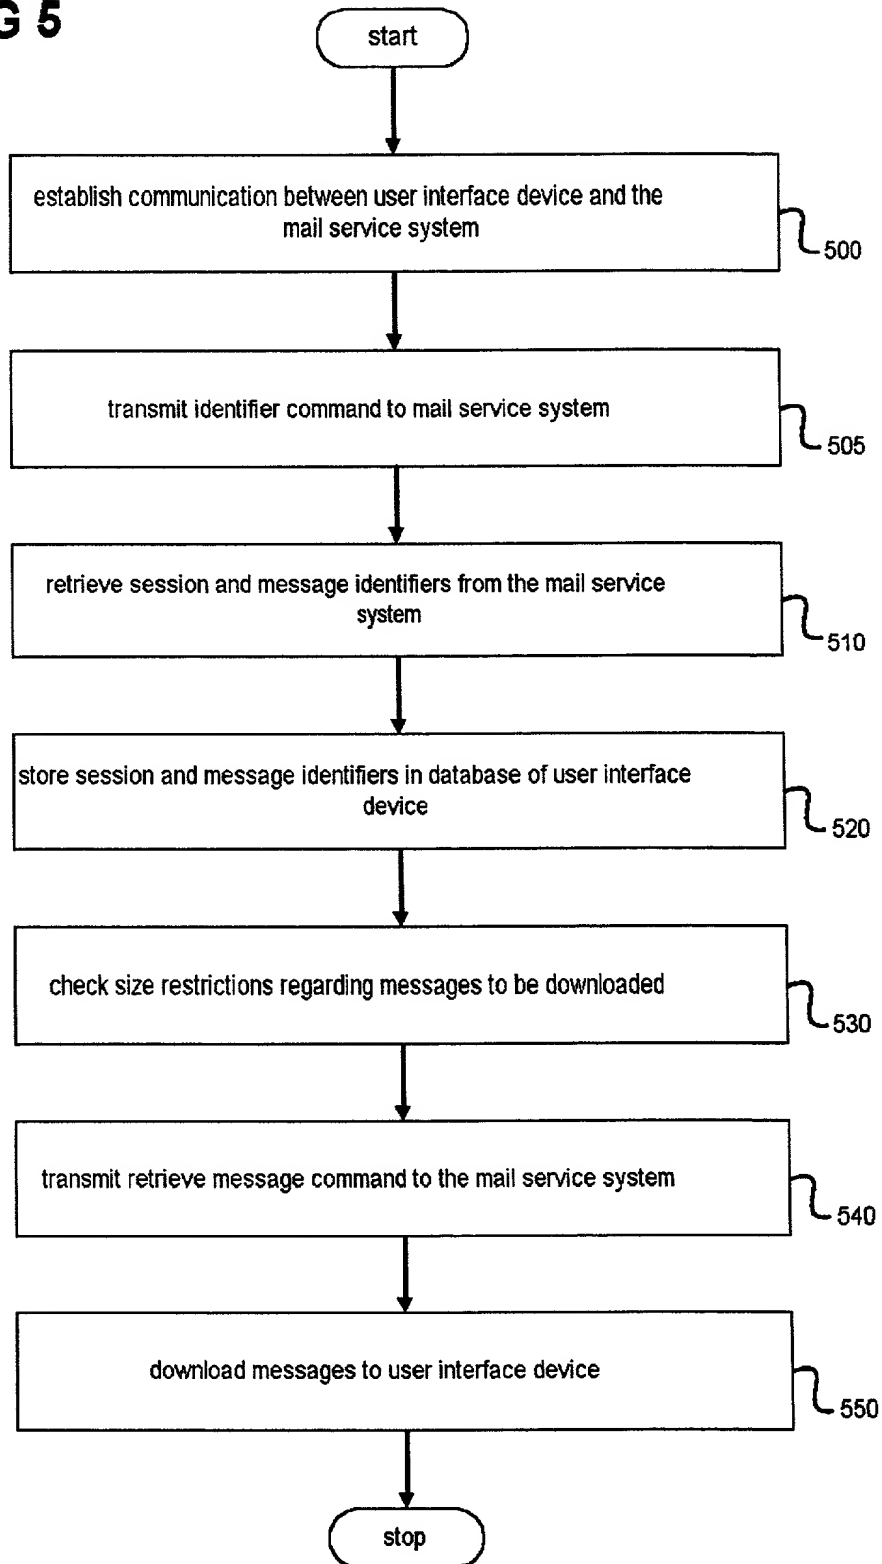 G 5
start
establish communication between user interface device and the
mail service system
500
transmit identifier command to mail service system
505
retrieve session and message identifiers from the mail service
system
510
store session and message identifiers in database of user interface
device
520
check size restrictions regarding messages to be downloaded
530
transmit retrieve message command to the mail service system
540
download messages to user interface device
550
stop